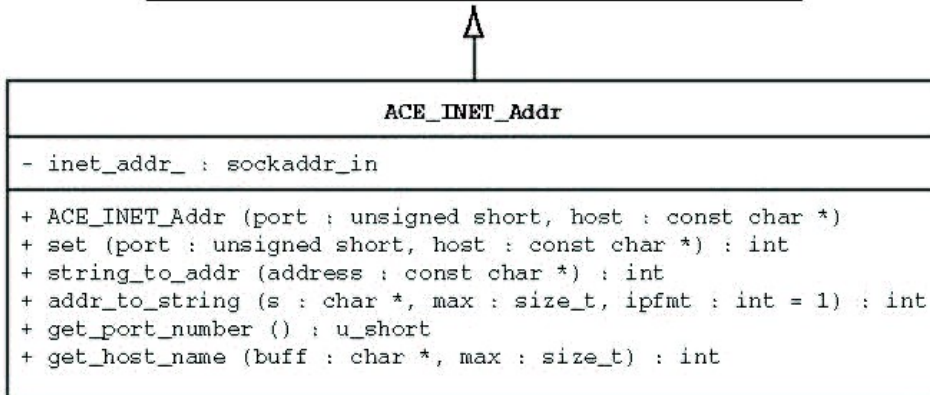 ACE_INET_Addr
- inet_addr_ : sockaddr_in
+ ACE_INET_Addr (port : unsigned short, host : const char *)
+ set (port : unsigned short, host : const char *) : int
+ string_to_addr (address : const char *) : int
+ addr_to_string (s : char *, max : size_t, ipfmt : int = 1) : int
+ get_port_number () : u_short
+ get_host_name (buff : char *, max : size_t) : int